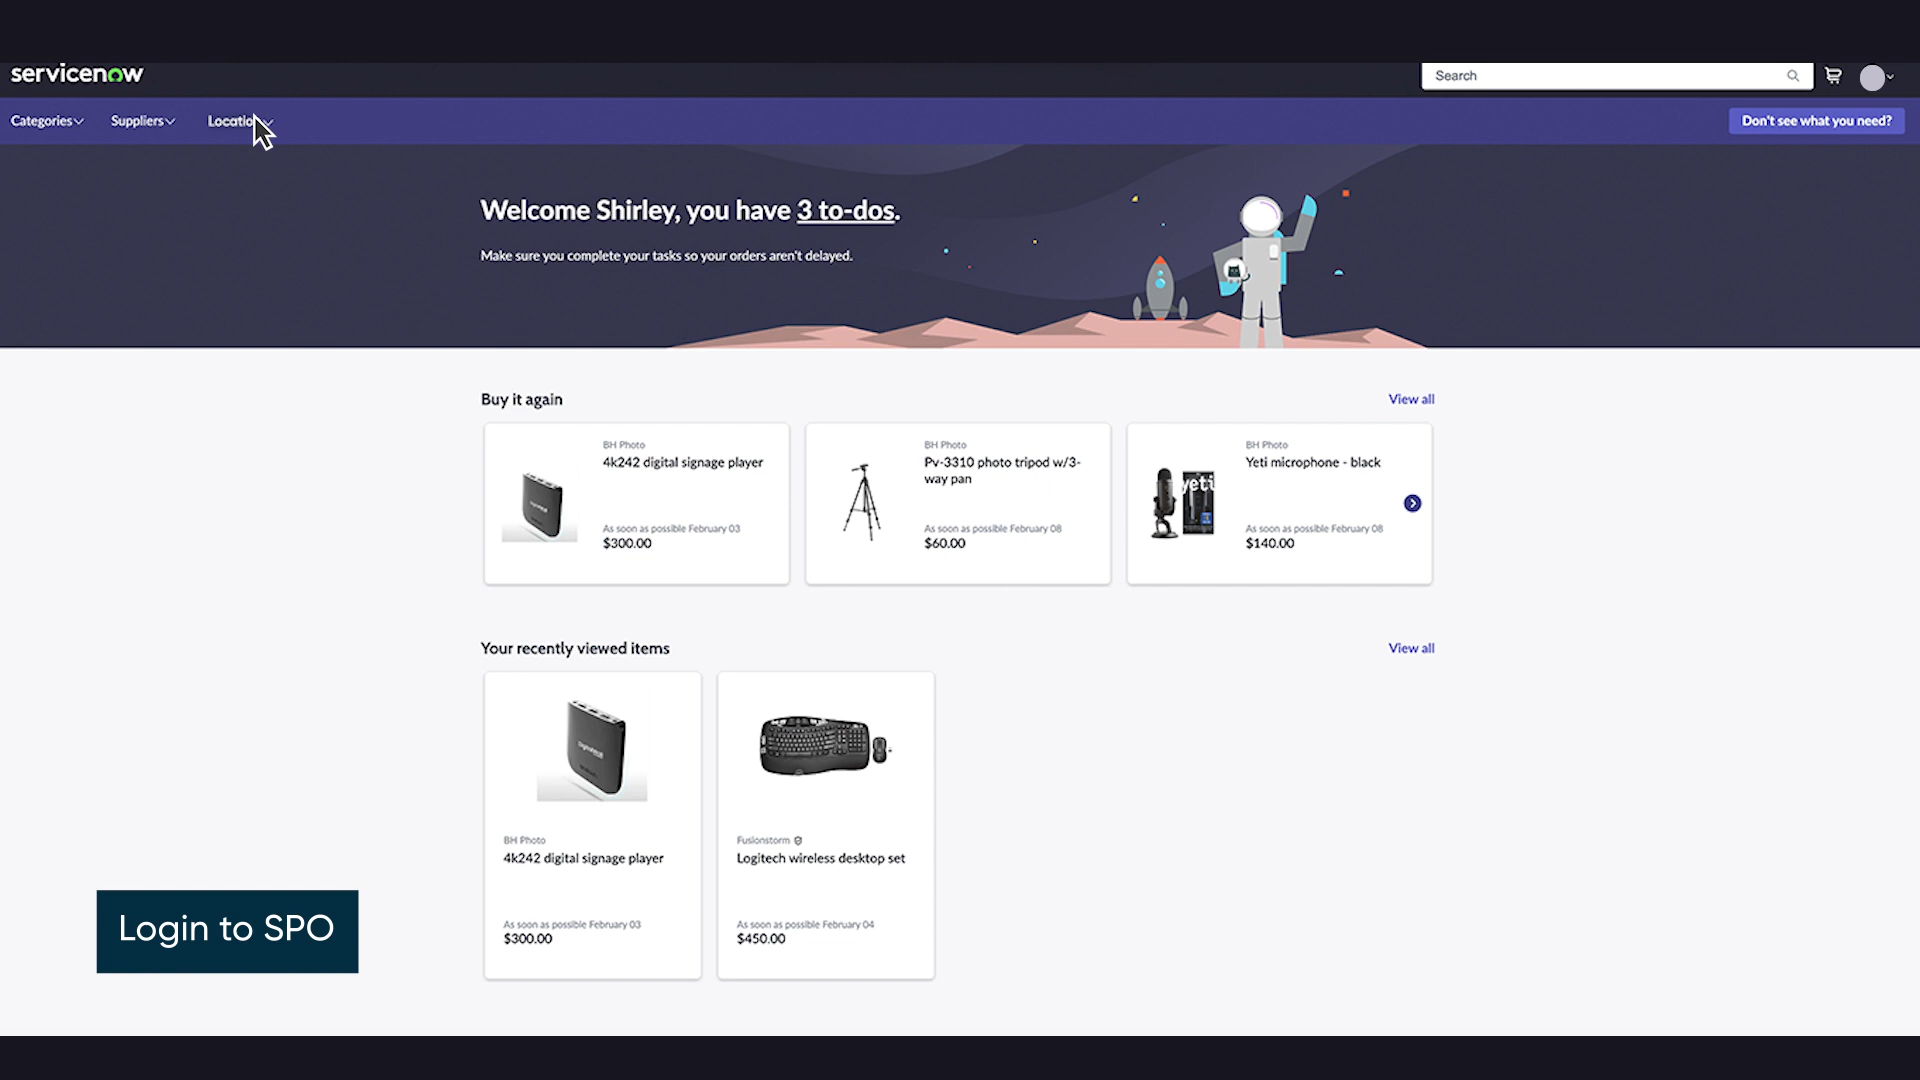 servicenow
Search
Categories
Suppliers
Don't see what you need?
Welcome Shirley, you have 3 to-dos.
Make sure you complete your tasks so your orders aren't delayed.
Buy it again
View all
BH Photo
4k242 digital signage player
As soon as possible February 03
$300.00
BH Photo
Pv-3310 photo tripod w/3-
way pan
As soon as possible February 08
$60.00
yeti
BH Photo
Yeti microphone - black
As soon as possible February 08
$140.00
Your recently viewed items
View all
BH Photo
4k242 digital signage player
As soon as possible February 03
$300.00
Fusionstorm
Logitech wireless desktop set
As soon as possible February 04
$450.00
Login to SPO